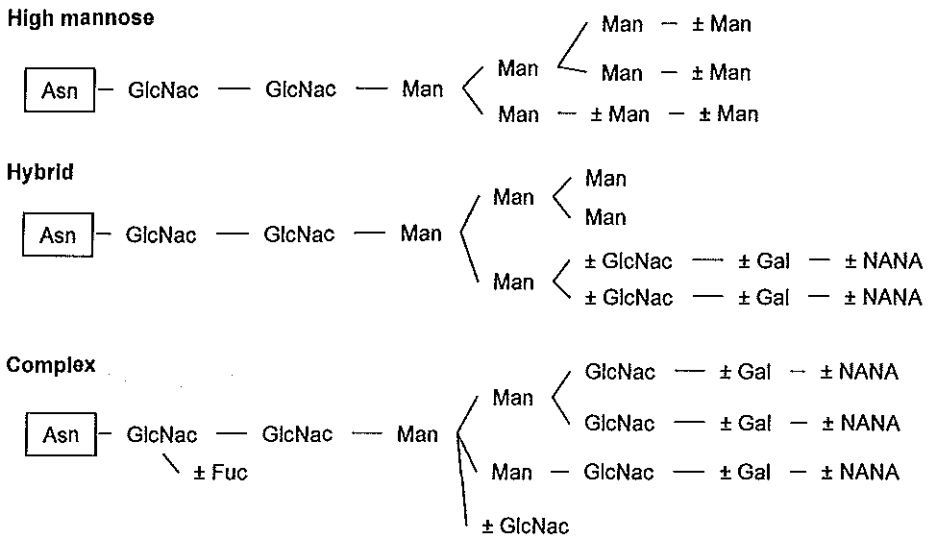 High mannose
Man — ± Man
Man
Man — ± Man
Asn — GlcNac — GlcNac — Man
Man — ± Man — ± Man
Hybrid
Man
Man
Man
Asn — GlcNac — GlcNac — Man
± GlcNac — ± Gal — ± NANA
Man
± GlcNac — ± Gal — ± NANA
Complex
GlcNac — ± Gal — ± NANA
Man
GlcNac — ± Gal — ± NANA
Asn — GlcNac — GlcNac — Man
± Fuc
Man — GlcNac — ± Gal — ± NANA
± GlcNac